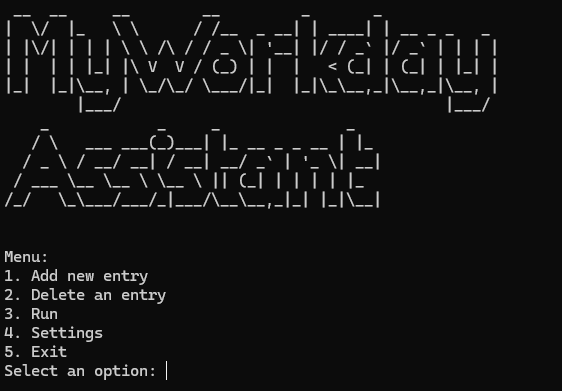 MyWorkday
Assistant
Menu:
1. Add new entry
2. Delete an entry
3. Run
4. Settings
5. Exit
Select an option: